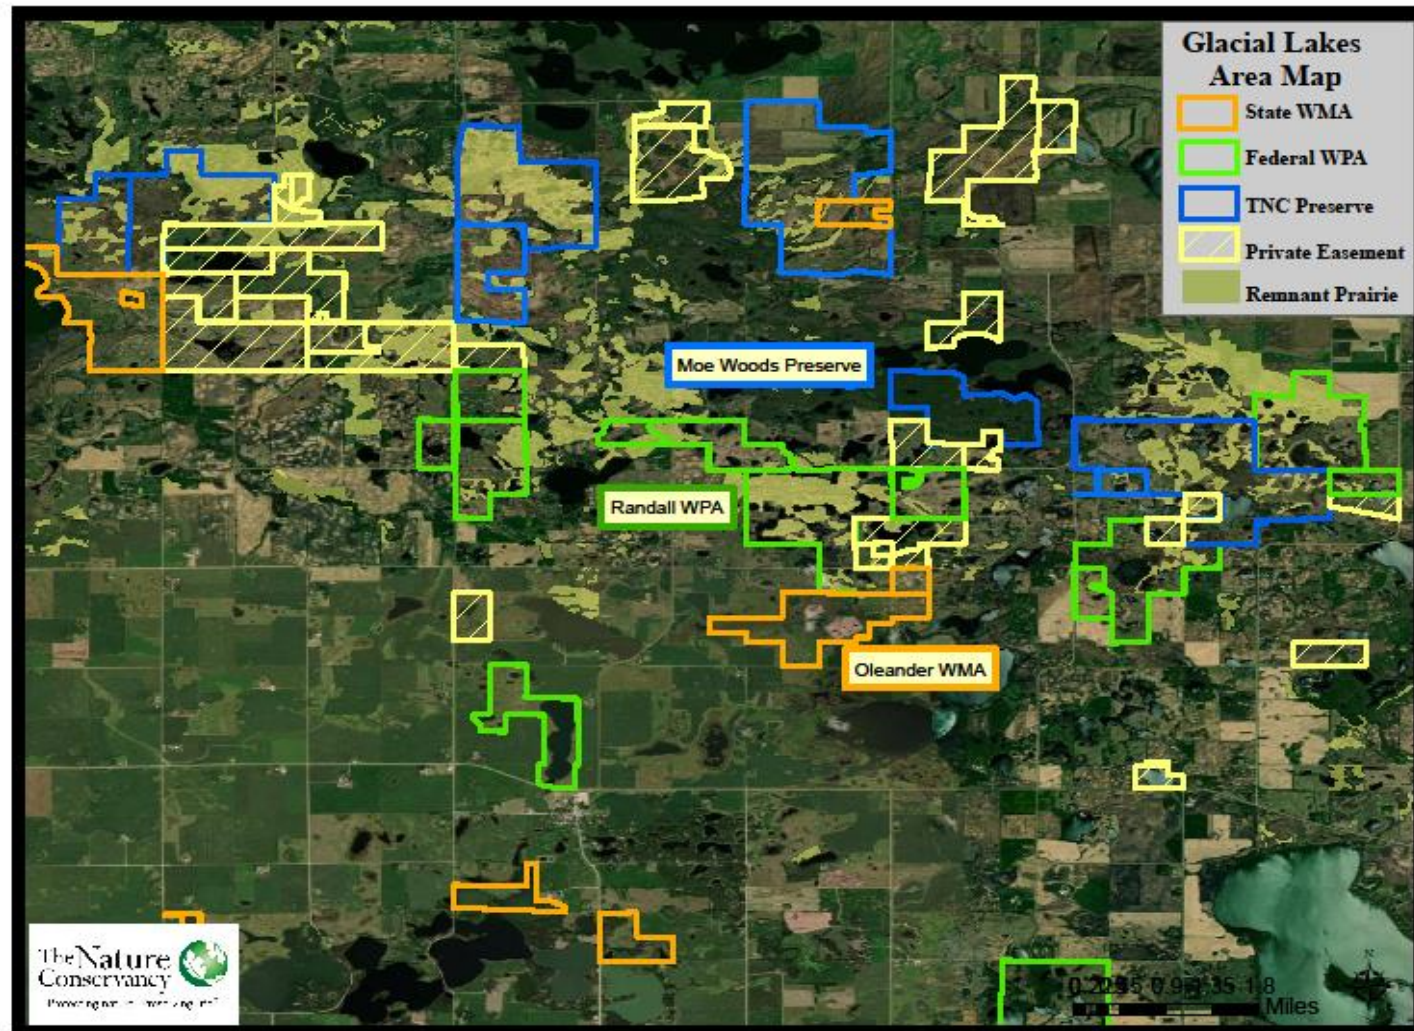 Glacial Lakes
Area Map
State WMA
Federal WPA
TNC Preserve
Private Easement
Remnant Prairie
Moe Woods Preserve
Randall WPA
Oleander WMA
The Nature
Conservancy
Miles